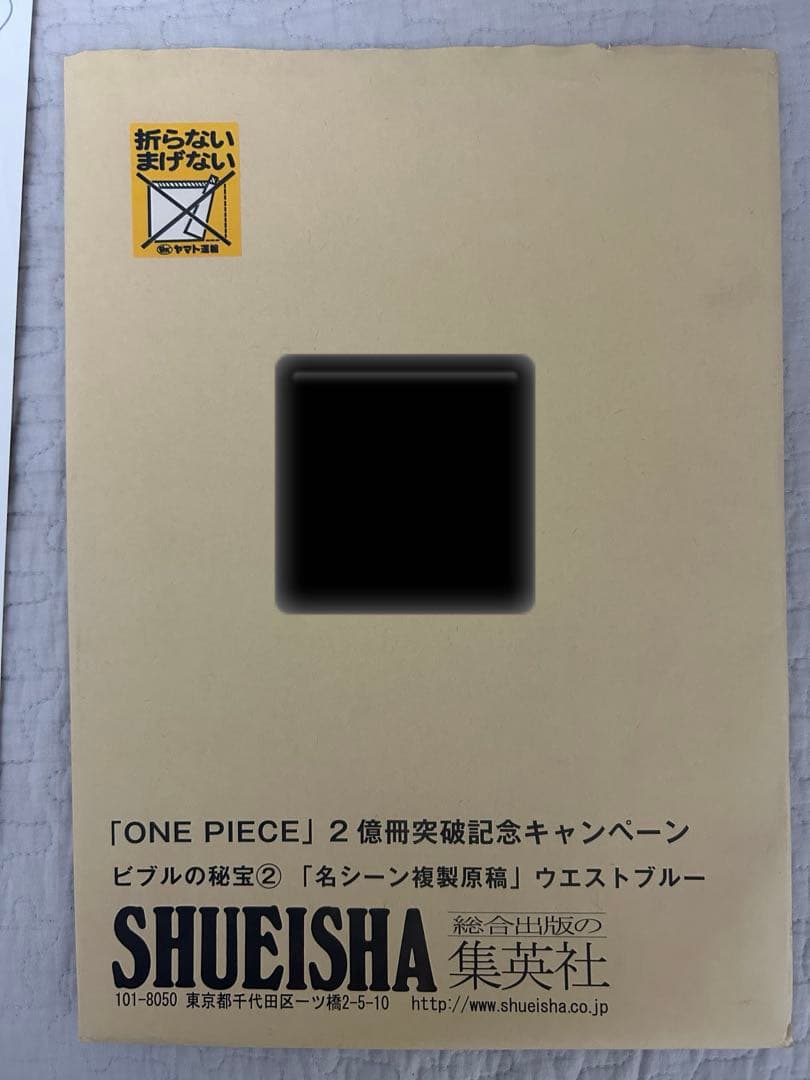 折らない
まげない
ヤマト運輸
「ONE PIECE」2億冊突破記念キャンペーン
ビブルの秘宝②「名シーン複製原稿」ウエストブルー
SHUEISHA 総合出版の
集英社
101-8050 東京都千代田区一ツ橋2-5-10 http://www.shueisha.co.jp